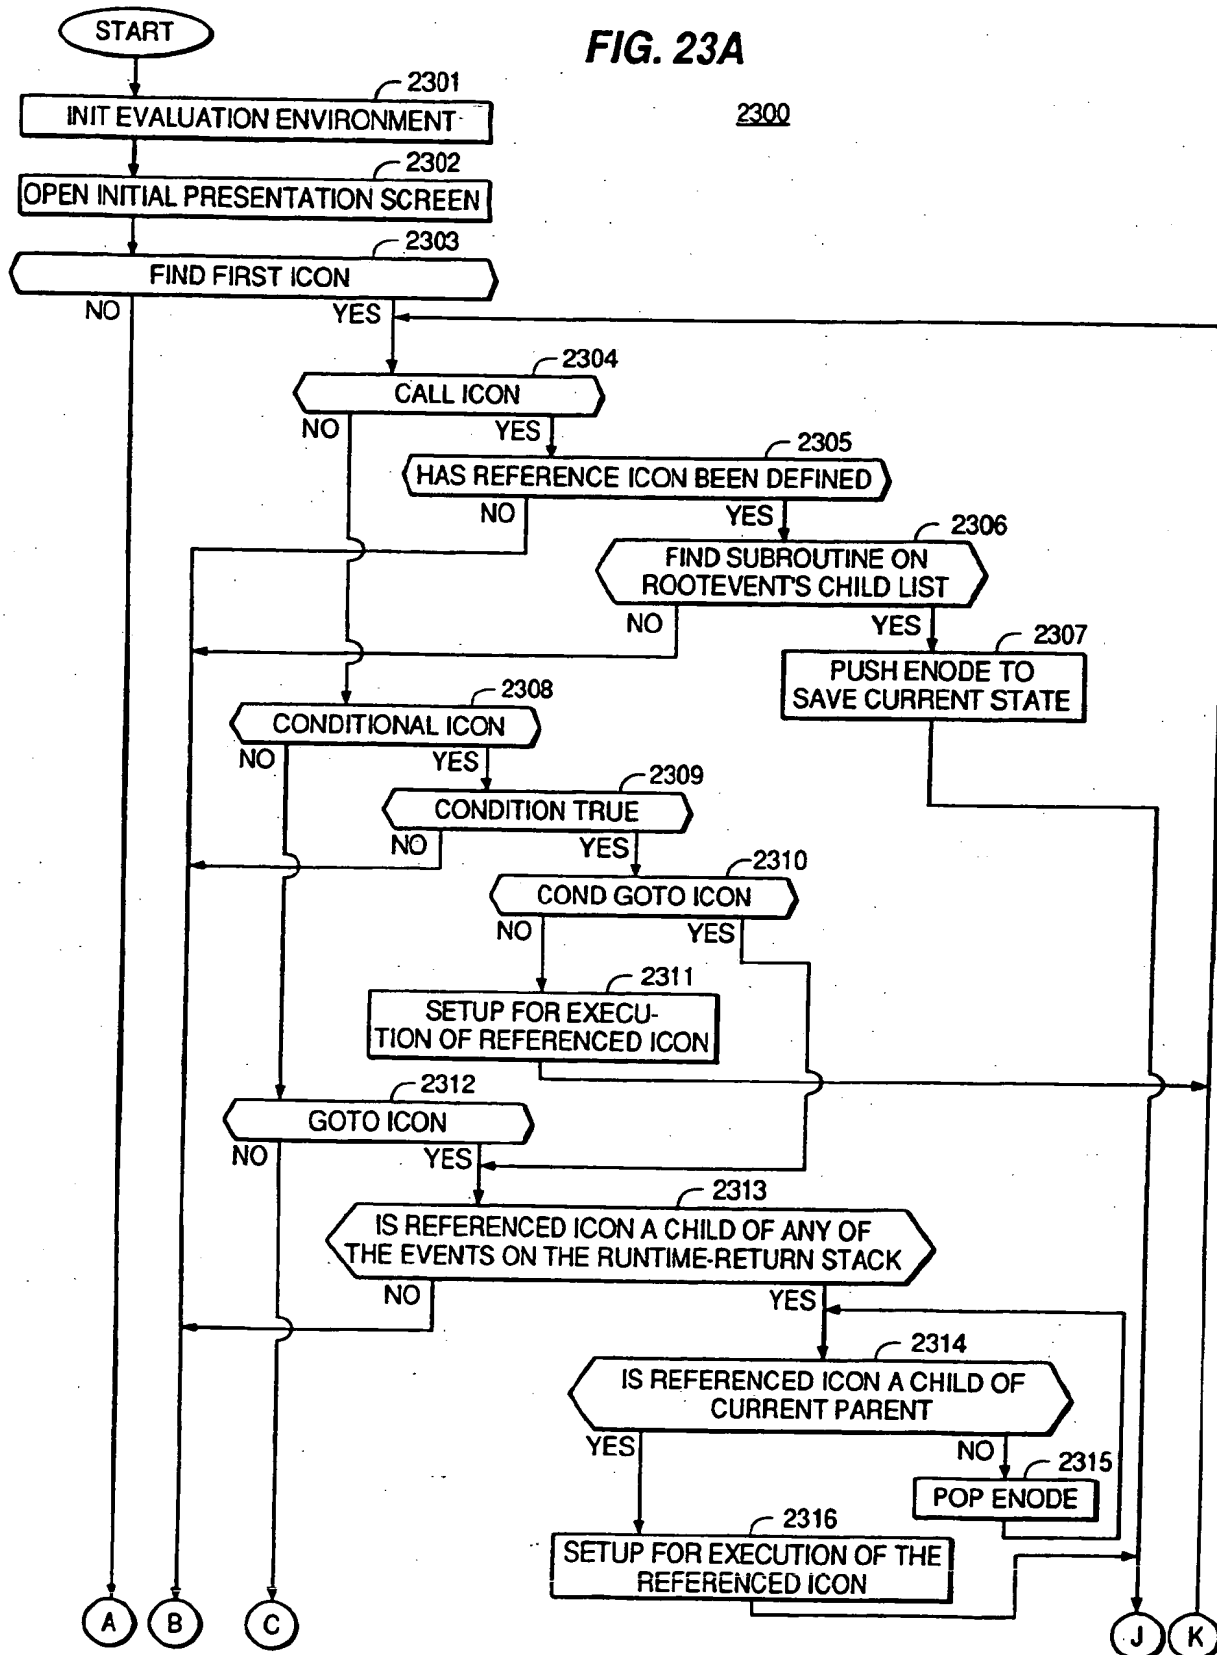 START
FIG. 23A
2300
2301
INIT EVALUATION ENVIRONMENT
2302
OPEN INITIAL PRESENTATION SCREEN
2303
FIND FIRST ICON
NO
YES
2304
CALL ICON
NO
YES
2305
HAS REFERENCE ICON BEEN DEFINED
NO
YES
2306
FIND SUBROUTINE ON
ROOTEVENT'S CHILD LIST
NO
YES
2307
PUSH ENODE TO
SAVE CURRENT STATE
2308
CONDITIONAL ICON
NO
YES
2309
CONDITION TRUE
NO
YES
2310
COND GOTO ICON
NO
YES
2311
SETUP FOR EXECU-
TION OF REFERENCED ICON
2312
GOTO ICON
NO
YES
2313
IS REFERENCED ICON A CHILD OF ANY OF
THE EVENTS ON THE RUNTIME-RETURN STACK
NO
YES
2314
IS REFERENCED ICON A CHILD OF
CURRENT PARENT
YES
NO
2315
POP ENODE
2316
SETUP FOR EXECUTION OF THE
REFERENCED ICON
A
B
C
J
K